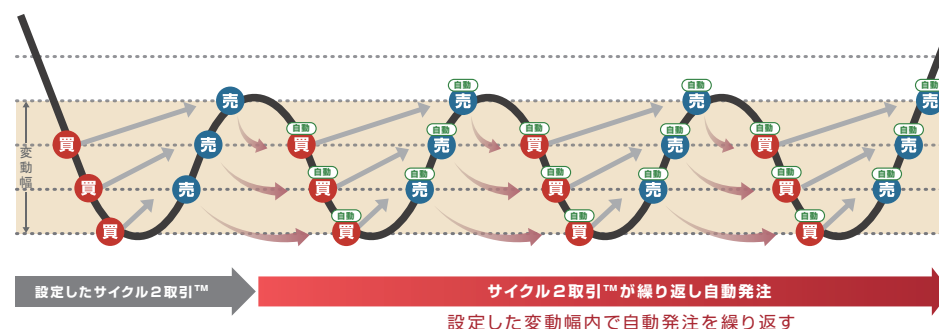 売 自動 売 自動 売 自動 売
買 売 自動 買 自動 売 自動 買 自動 売 自動 買 自動 売
変動幅
買 売 自動 買 自動 売 自動 買 自動 売 自動 買 自動 売
買 自動 買 自動 買 自動 買
設定したサイクル2取引™
サイクル2取引™が繰り返し自動発注
設定した変動幅内で自動発注を繰り返す